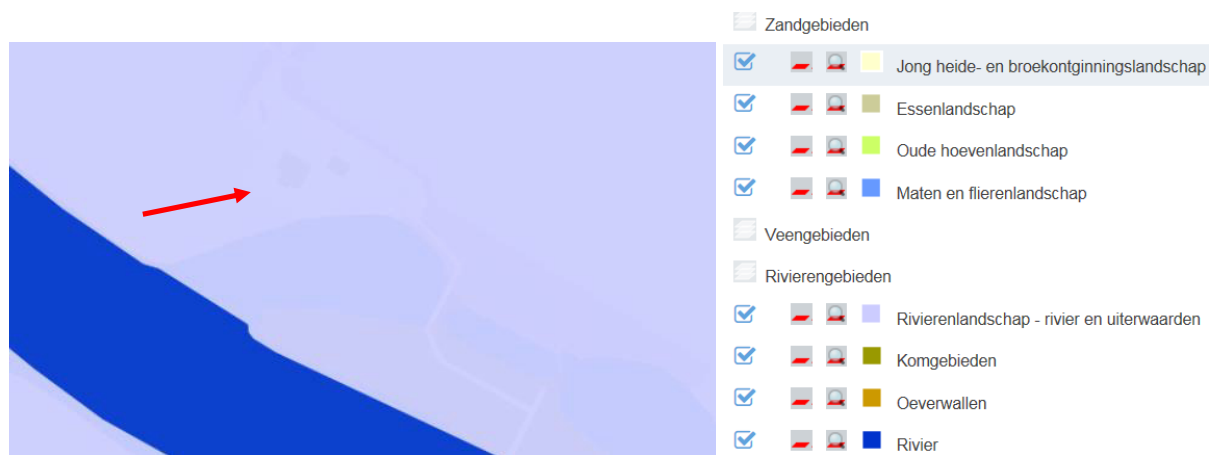 Zandgebieden
Jong heide- en broekontginningslandschap
Essenlandschap
Oude hoevenlandschap
Maten en flierenlandschap
Veengebieden
Rivierengebieden
Rivierenlandschap - rivier en uiterwaarden
Komgebieden
Oeverwallen
Rivier